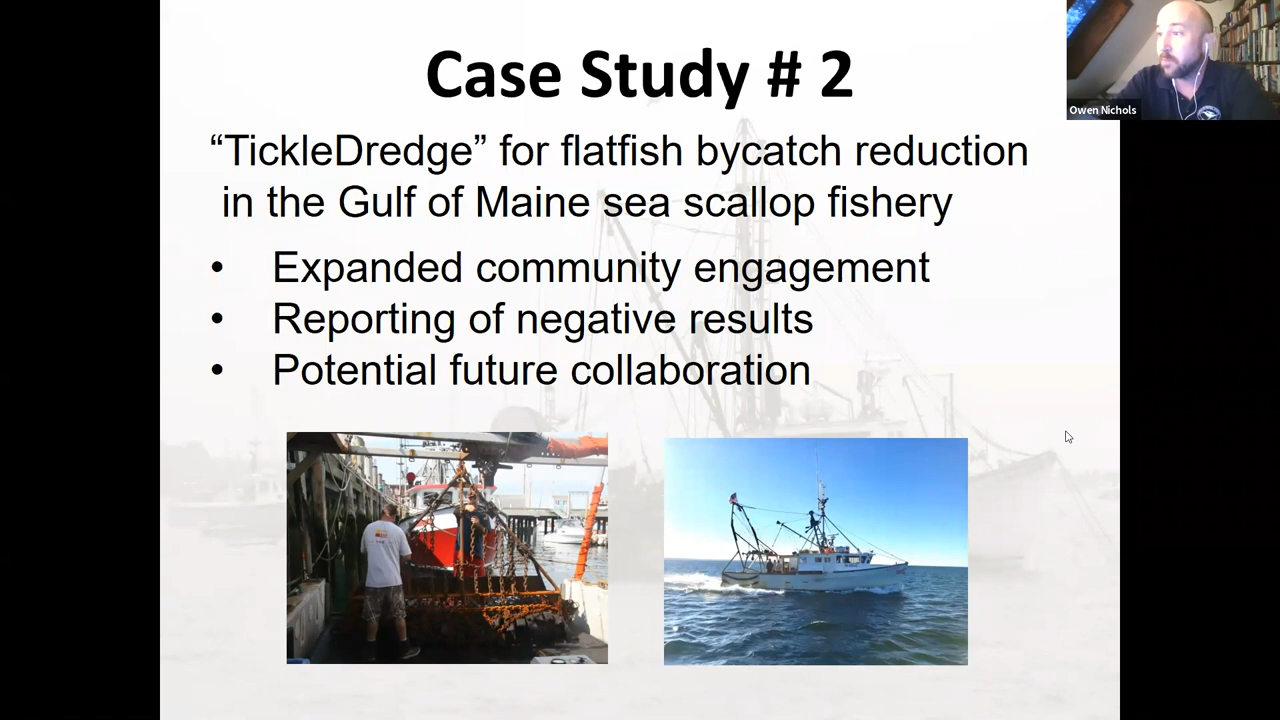 Case Study # 2
Owen Nichols
“TickleDredge” for flatfish bycatch reduction
in the Gulf of Maine sea scallop fishery
• Expanded community engagement
• Reporting of negative results
• Potential future collaboration